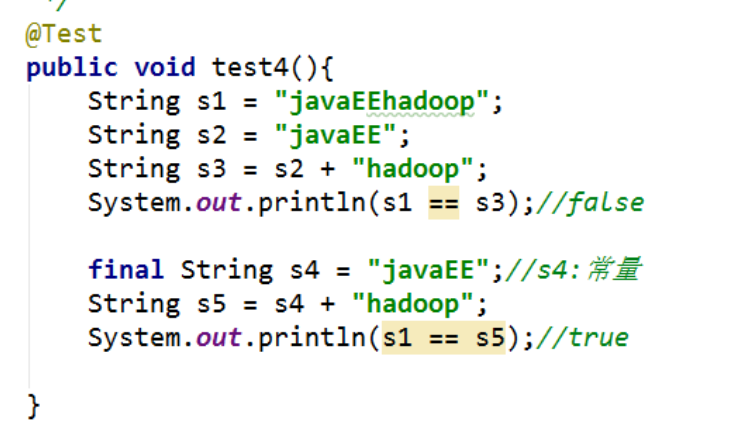 */
@Test
public void test4(){
    String s1 = "javaEEhadoop";
    String s2 = "javaEE";
    String s3 = s2 + "hadoop";
    System.out.println(s1 == s3);//false
    final String s4 = "javaEE";//s4:常量
    String s5 = s4 + "hadoop";
    System.out.println(s1 == s5);//true
}